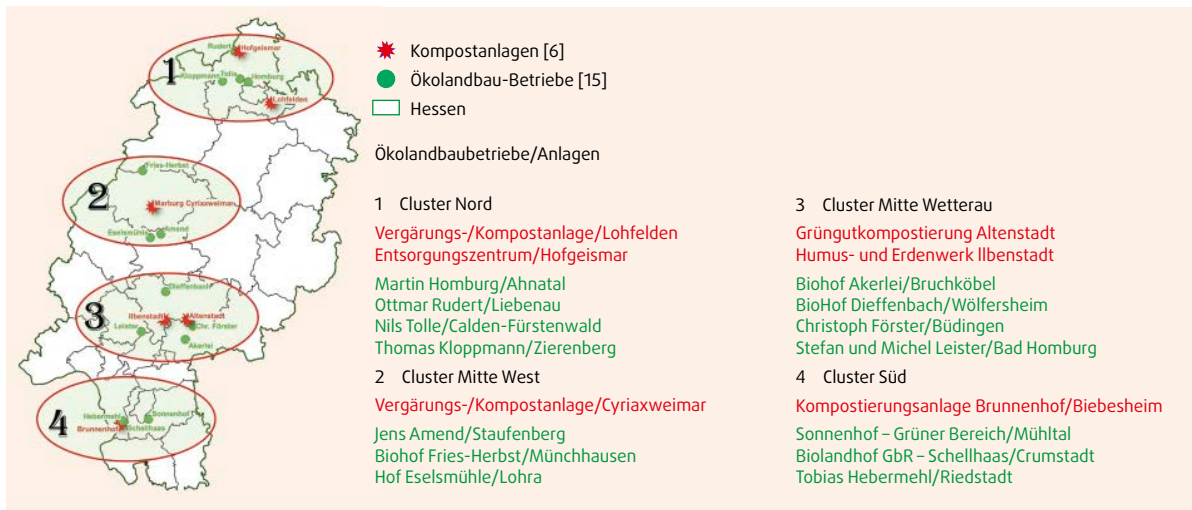 Rudert
Hofgeismar
1
Kloppmann
Tolle
Homburg
Lohfelden
Fries-Herbst
2
Marburg Cyriaxweimar
Eselsmühle
Amend
Dieffenbach
3
Ilbenstadt
Altenstadt
Leister
Chr. Förster
Akerlei
4
Hebermehl
Sonnenhof
Brunnenhof
Schellhaas
Kompostanlagen [6]
Ökolandbau-Betriebe [15]
Hessen
Ökolandbaubetriebe/Anlagen
1 Cluster Nord
Vergärungs-/Kompostanlage/Lohfelden
Entsorgungszentrum/Hofgeismar
Martin Homburg/Ahnatal
Ottmar Rudert/Liebenau
Nils Tolle/Calden-Fürstenwald
Thomas Kloppmann/Zierenberg
2 Cluster Mitte West
Vergärungs-/Kompostanlage/Cyriaxweimar
Jens Amend/Staufenberg
Biohof Fries-Herbst/Münchhausen
Hof Eselsmühle/Lohra
3 Cluster Mitte Wetterau
Grüngutkompostierung Altenstadt
Humus- und Erdenwerk Ilbenstadt
Biohof Akerlei/Bruchköbel
BioHof Dieffenbach/Wölfersheim
Christoph Förster/Büdingen
Stefan und Michel Leister/Bad Homburg
4 Cluster Süd
Kompostierungsanlage Brunnenhof/Biebesheim
Sonnenhof – Grüner Bereich/Mühltal
Biolandhof GbR – Schellhaas/Crumstadt
Tobias Hebermehl/Riedstadt